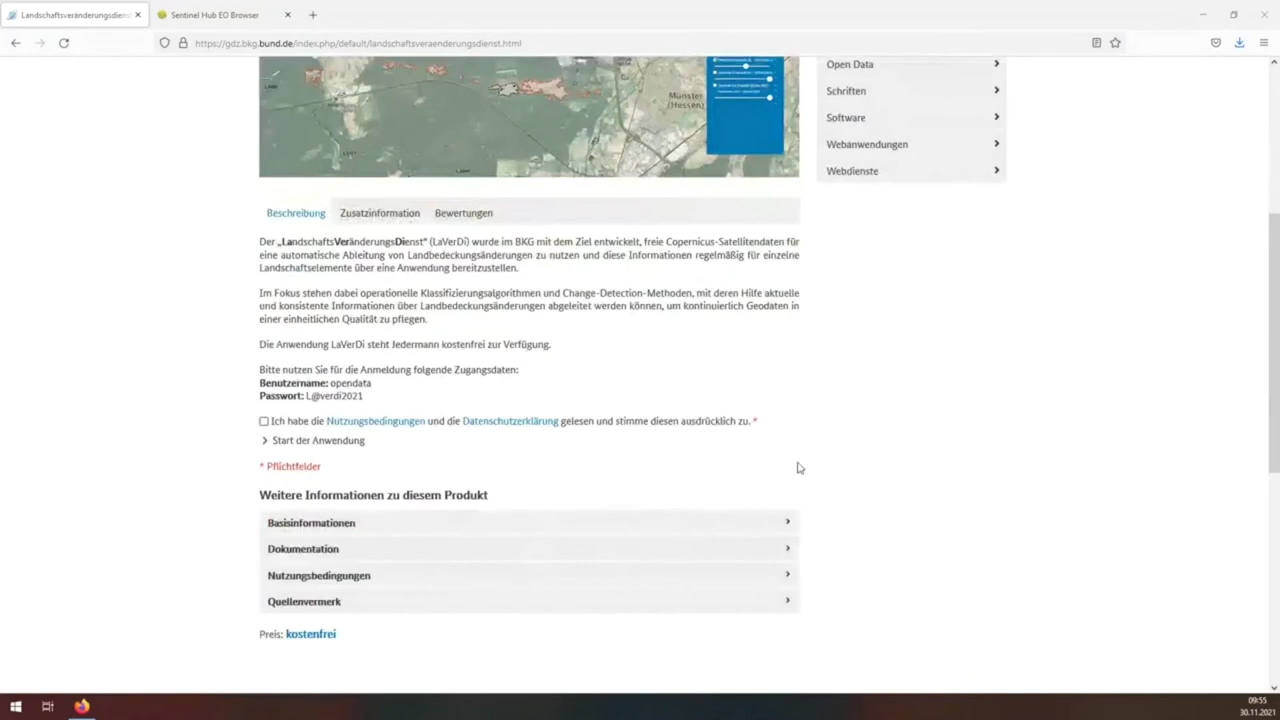 Landschaftsveränderungsdiens
Sentinel Hub EO Browser
https://gdz.bkg.bund.de/index.php/default/landschaftsveraenderungsdienst.html
Münster
(Hessen)
Open Data
Schriften
Software
Webanwendungen
Webdienste
Beschreibung Zusatzinformation Bewertungen
Der „LandschaftsVeränderungsDienst" (LaVerDi) wurde im BKG mit dem Ziel entwickelt, freie Copernicus-Satellitendaten für
eine automatische Ableitung von Landbedeckungsänderungen zu nutzen und diese Informationen regelmäßig für einzelne
Landschaftselemente über eine Anwendung bereitzustellen.
Im Fokus stehen dabei operationelle Klassifizierungsalgorithmen und Change-Detection-Methoden, mit deren Hilfe aktuelle
und konsistente Informationen über Landbedeckungsänderungen abgeleitet werden können, um kontinuierlich Geodaten in
einer einheitlichen Qualität zu pflegen.
Die Anwendung LaVerDi steht Jedermann kostenfrei zur Verfügung.
Bitte nutzen Sie für die Anmeldung folgende Zugangsdaten:
Benutzername: opendata
Passwort: L@verdi2021
Ich habe die Nutzungsbedingungen und die Datenschutzerklärung gelesen und stimme diesen ausdrücklich zu. *
Start der Anwendung
* Pflichtfelder
Weitere Informationen zu diesem Produkt
Basisinformationen
Dokumentation
Nutzungsbedingungen
Quellenvermerk
Preis: kostenfrei
09:55
30.11.2021